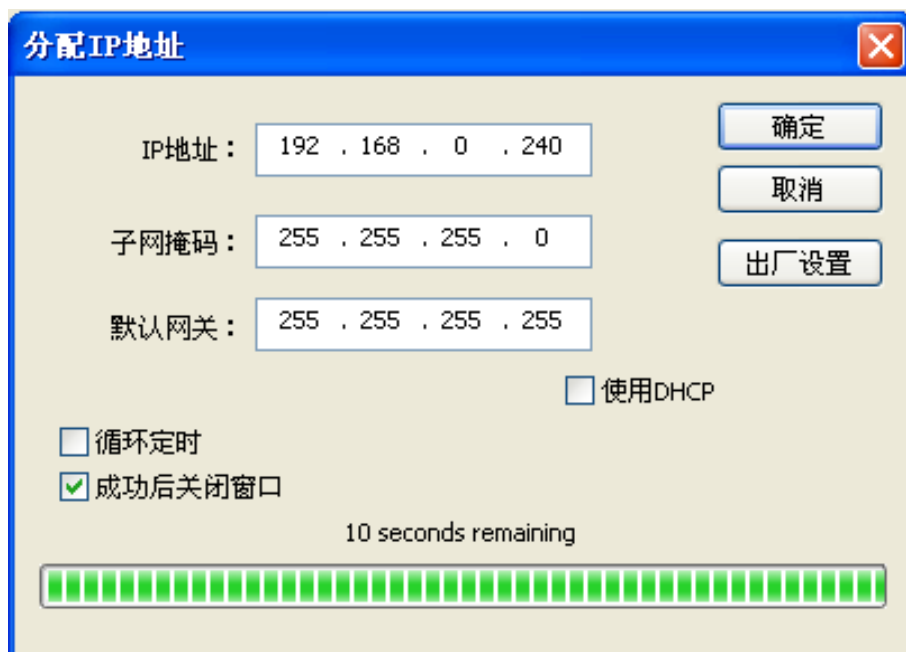 分配IP地址
IP地址：
192 . 168 . 0 . 240
确定
取消
子网掩码：
255 . 255 . 255 . 0
出厂设置
默认网关：
255 . 255 . 255 . 255
使用DHCP
循环定时
成功后关闭窗口
10 seconds remaining